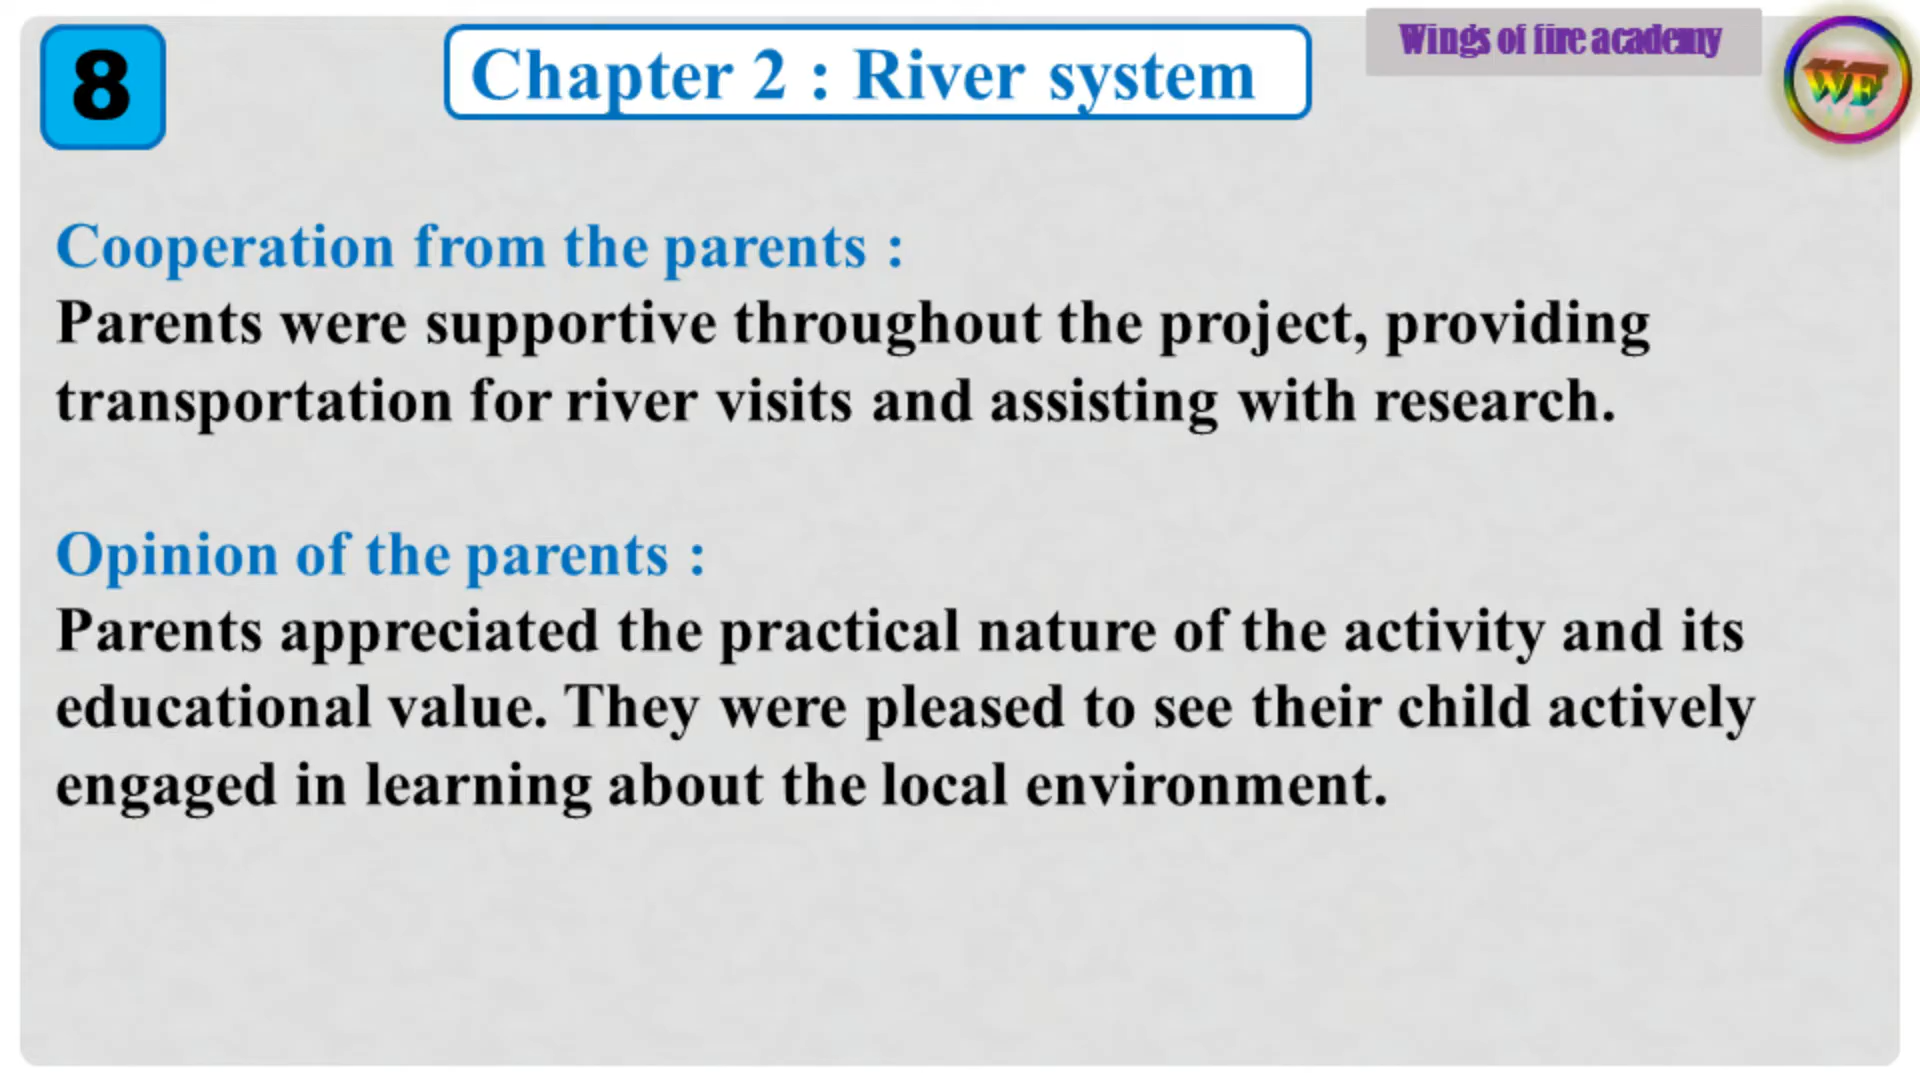 8
Chapter 2 : River system
Wings of fire academy
WF
Cooperation from the parents :
Parents were supportive throughout the project, providing
transportation for river visits and assisting with research.
Opinion of the parents :
Parents appreciated the practical nature of the activity and its
educational value. They were pleased to see their child actively
engaged in learning about the local environment.